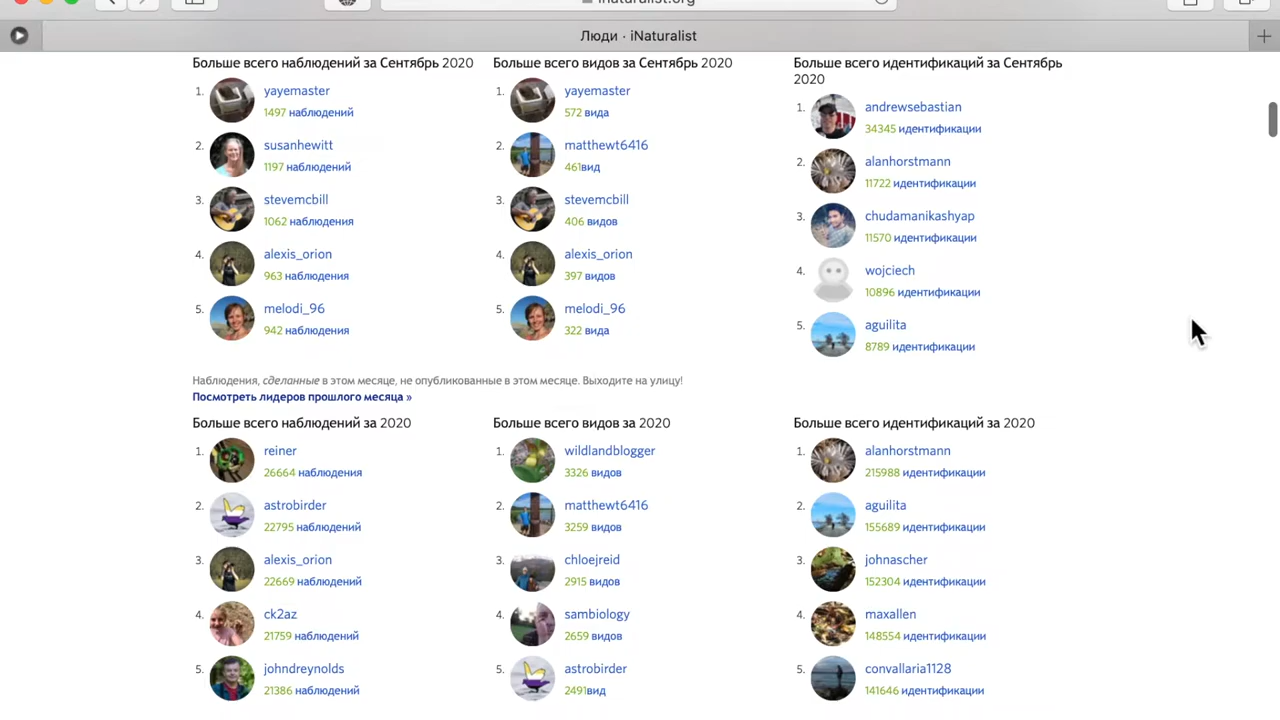 Люди · iNaturalist
Больше всего наблюдений за Сентябрь 2020
1.
yayemaster
1497 наблюдений
2.
susanhewitt
1197 наблюдений
3.
stevemcbill
1062 наблюдения
4.
alexis_orion
963 наблюдения
5.
melodi_96
942 наблюдения
Больше всего видов за Сентябрь 2020
1.
yayemaster
572 вида
2.
matthewt6416
461вид
3.
stevemcbill
406 видов
4.
alexis_orion
397 видов
5.
melodi_96
322 вида
Больше всего идентификаций за Сентябрь
2020
1.
andrewsebastian
34345 идентификации
2.
alanhorstmann
11722 идентификации
3.
chudamanikashyap
11570 идентификации
4.
wojciech
10896 идентификации
5.
aguilita
8789 идентификации
Наблюдения, сделанные в этом месяце, не опубликованные в этом месяце. Выходите на улицу!
Посмотреть лидеров прошлого месяца »
Больше всего наблюдений за 2020
1.
reiner
26664 наблюдения
2.
astrobirder
22795 наблюдений
3.
alexis_orion
22669 наблюдений
4.
ck2az
21759 наблюдений
5.
johndreynolds
21386 наблюдений
Больше всего видов за 2020
1.
wildlandblogger
3326 видов
2.
matthewt6416
3259 видов
3.
chloejreid
2915 видов
4.
sambiology
2659 видов
5.
astrobirder
2491вид
Больше всего идентификаций за 2020
1.
alanhorstmann
215988 идентификации
2.
aguilita
155689 идентификации
3.
johnascher
152304 идентификации
4.
maxallen
148554 идентификации
5.
convallaria1128
141646 идентификации